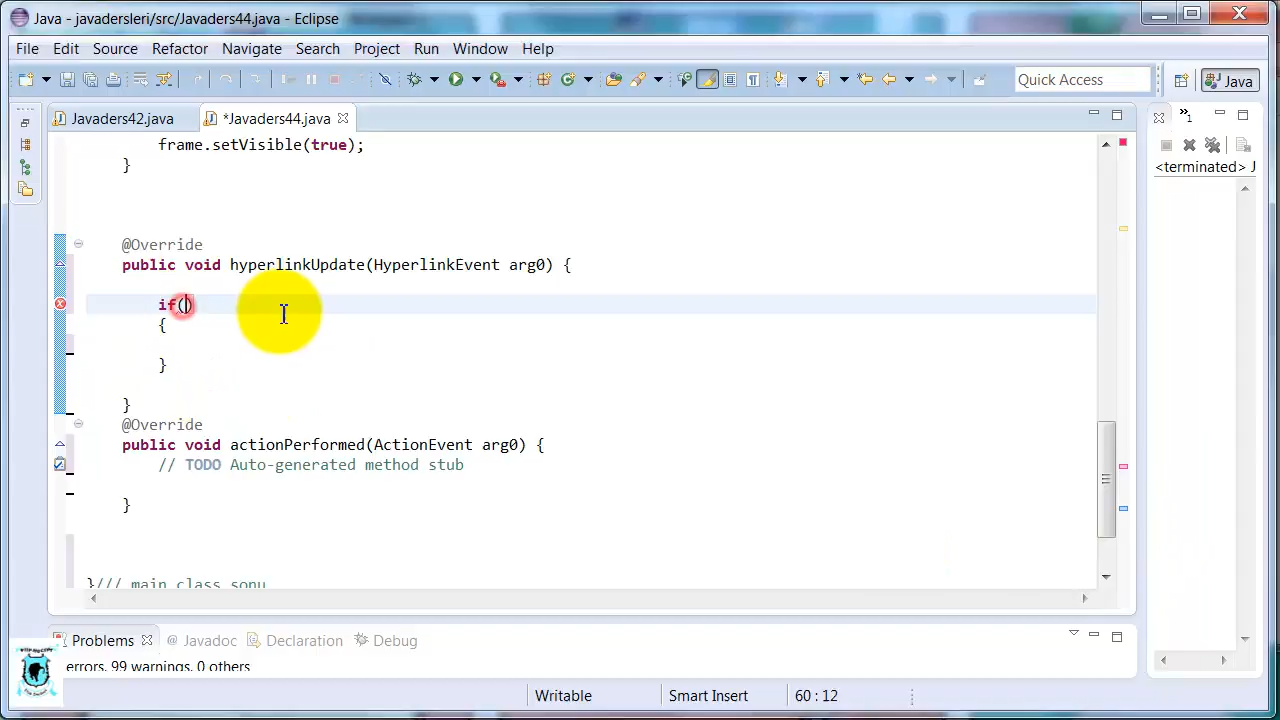 Java - javadersleri/src/Javaders44.java - Eclipse
File Edit Source Refactor Navigate Search Project Run Window Help
Quick Access
Java
Javaders42.java
*Javaders44.java
»1
<terminated> J
frame.setVisible(true);
}
@Override
public void hyperlinkUpdate(HyperlinkEvent arg0) {
if()
{
}
}
@Override
public void actionPerformed(ActionEvent arg0) {
// TODO Auto-generated method stub
}
}/// main class sonu
Problems @ Javadoc Declaration Debug
errors, 99 warnings, 0 others
Writable Smart Insert 60 : 12